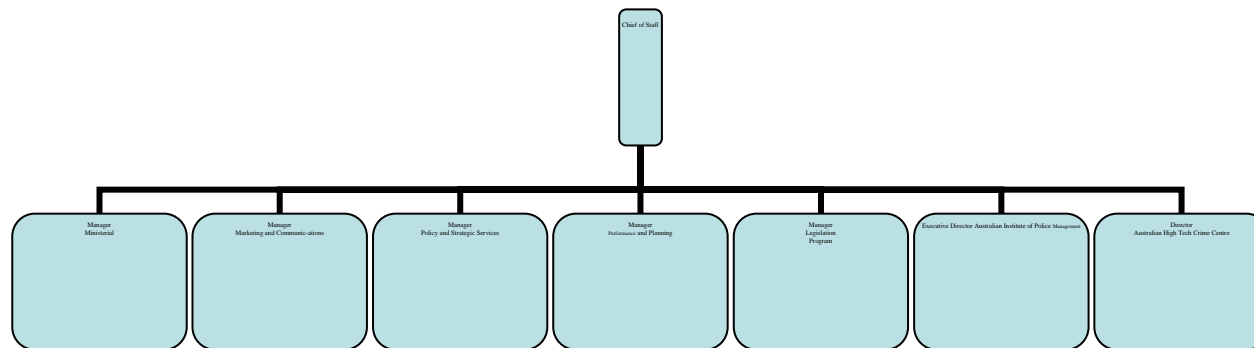 Chief of Staff
Manager
Ministerial
Manager
Marketing and Communic-ations
Manager
Policy and Strategic Services
Manager
Performance and Planning
Manager
Legislation
Program
Executive Director Australian Institute of Police Management
Director
Australian High Tech Crime Centre